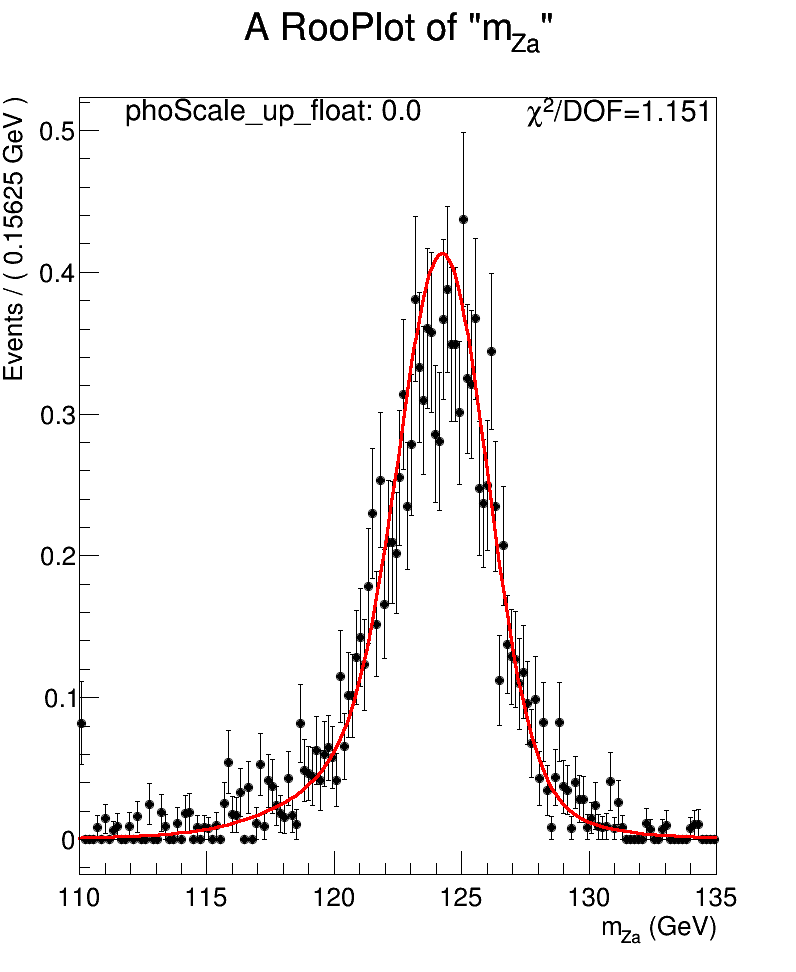 A RooPlot of "m_Za"
phoScale_up_float: 0.0
χ²/DOF=1.151
Events / ( 0.15625 GeV )
0.5
0.4
0.3
0.2
0.1
0
110 115 120 125 130 135
m_Za (GeV)